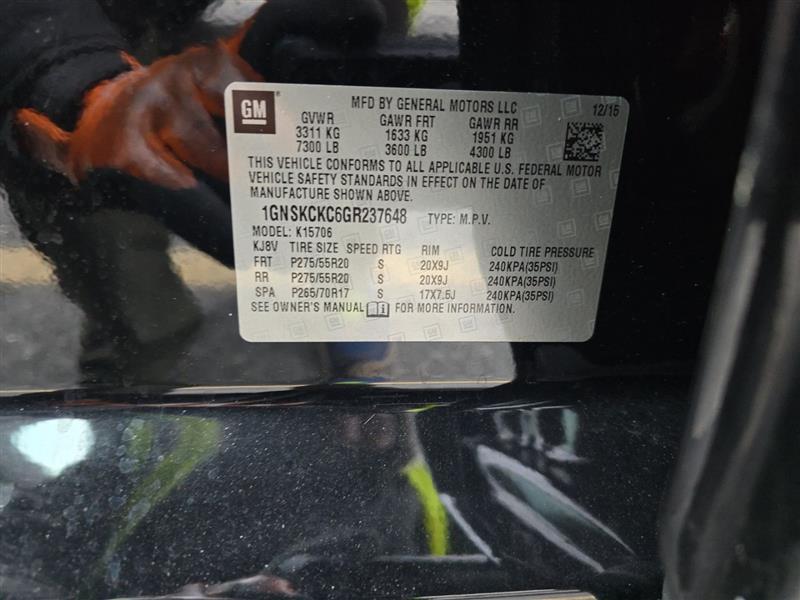 GM ® MFD BY GENERAL MOTORS LLC 12/15
GVWR GAWR FRT GAWR RR
3311 KG 1633 KG 1951 KG
7300 LB 3600 LB 4300 LB
THIS VEHICLE CONFORMS TO ALL APPLICABLE U.S. FEDERAL MOTOR
VEHICLE SAFETY STANDARDS IN EFFECT ON THE DATE OF
MANUFACTURE SHOWN ABOVE.
1GNSKCKC6GR237648 TYPE: M.P.V.
MODEL: K15706
KJ8V TIRE SIZE SPEED RTG RIM COLD TIRE PRESSURE
FRT P275/55R20 S 20X9J 240KPA(35PSI)
RR P275/55R20 S 20X9J 240KPA(35PSI)
SPA P265/70R17 S 17X7.5J 240KPA(35PSI)
SEE OWNER'S MANUAL FOR MORE INFORMATION.